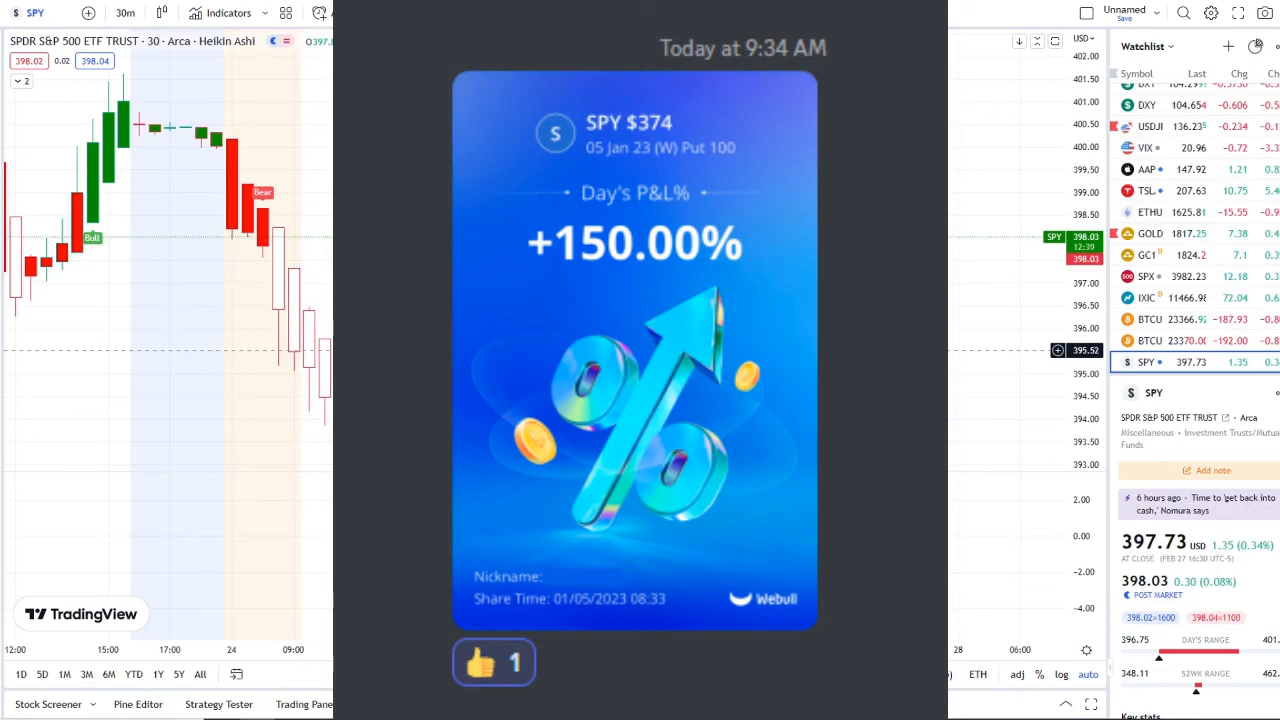 SPY
30m
Indicators
Unnamed
Save
SPDR S&P 500 ETF TRUST · 30 · Arca · Heikin Ashi
398.02 0.02 398.04
2
Bull
Bear
TradingView
12:00 15:00 17:00 24 09:00
1D 5D 1M 3M 6M YTD 1Y 5Y All
Stock Screener Pine Editor Strategy Tester
Today at 9:34 AM
S
SPY $374
05 Jan 23 (W) Put 100
Day's P&L%
+150.00%
Nickname:
Share Time: 01/05/2023 08:33
Webull
👍 1
USD
402.00
401.50
401.00
400.50
400.00
399.50
399.00
398.50
SPY 398.03
12:39
398.03
397.00
396.50
396.00
395.52
395.00
394.50
394.00
393.50
393.00
2.00
0.00
-2.00
-4.00
28 06:00
ETH adj % log auto
Watchlist
Symbol Last Chg
DXY 104.654 -0.606
USDJ 136.235 -0.234
VIX 20.96 -0.72
AAP 147.92 1.21
TSL 207.63 10.75
ETHU 1625.81 -15.55
GOLD 1817.25 7.38
GC1 1824.2 7.1
SPX 3982.23 12.18
IXIC 11466.98 72.04
BTCU 23366.92 -187.93
BTCU 23370.00 -192.00
SPY 397.73 1.35
SPY
SPDR S&P 500 ETF TRUST · Arca
Miscellaneous • Investment Trusts/Mutual
Funds
Add note
6 hours ago · Time to 'get back into
cash,' Nomura says
397.73 USD 1.35 (0.34%)
AT CLOSE (FEB 27 16:30 UTC-5)
398.03 0.30 (0.08%)
POST MARKET
398.02×1600 398.04×1100
396.75 DAY'S RANGE
348.11 52WK RANGE
Key stats